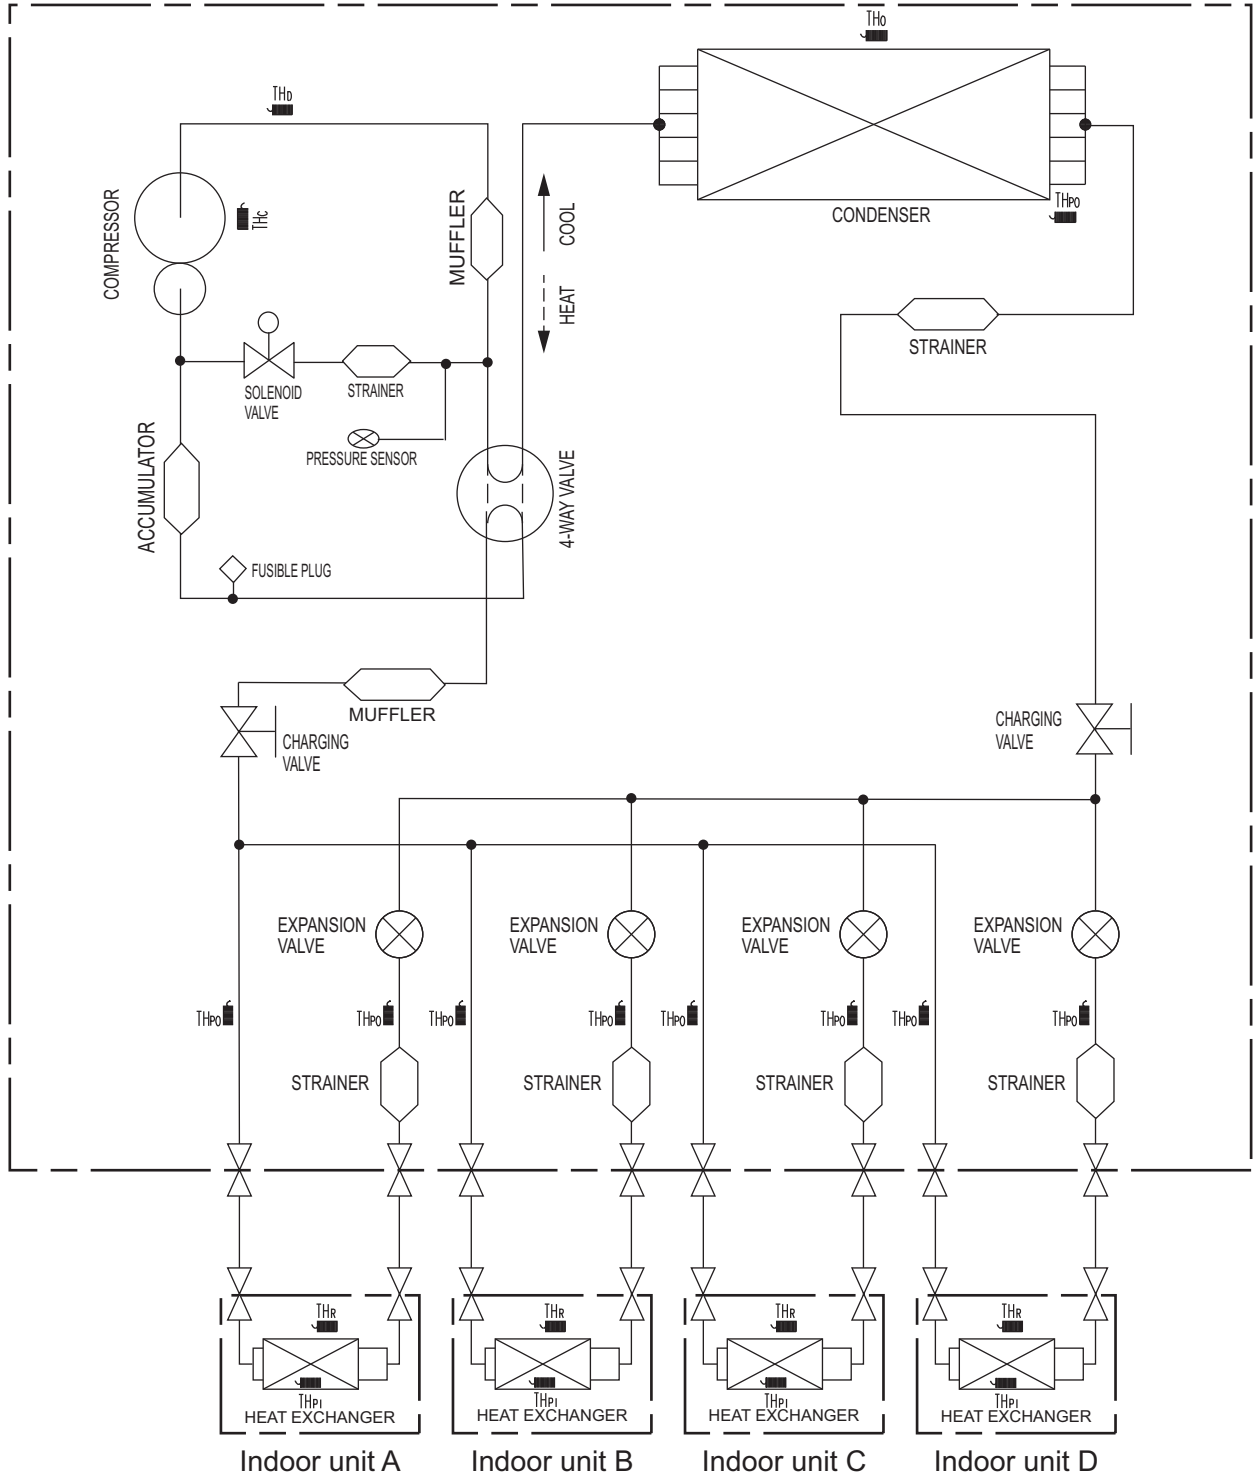 THO
THD
COMPRESSOR
THC
MUFFLER
COOL
HEAT
CONDENSER
THPO
STRAINER
SOLENOID
VALVE
STRAINER
PRESSURE SENSOR
ACCUMULATOR
4-WAY VALVE
FUSIBLE PLUG
MUFFLER
CHARGING
VALVE
CHARGING
VALVE
EXPANSION
VALVE
EXPANSION
VALVE
EXPANSION
VALVE
EXPANSION
VALVE
THPO
THPO
THPO
THPO
THPO
THPO
THPO
THPO
STRAINER
STRAINER
STRAINER
STRAINER
THR
THR
THR
THR
THPI
THPI
THPI
THPI
HEAT EXCHANGER
HEAT EXCHANGER
HEAT EXCHANGER
HEAT EXCHANGER
Indoor unit A
Indoor unit B
Indoor unit C
Indoor unit D